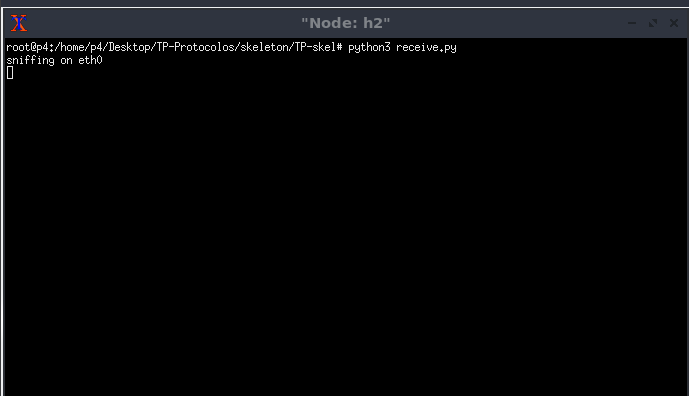 "Node: h2"
root@p4:/home/p4/Desktop/TP-Protocolos/skeleton/TP-skel# python3 receive.py
sniffing on eth0